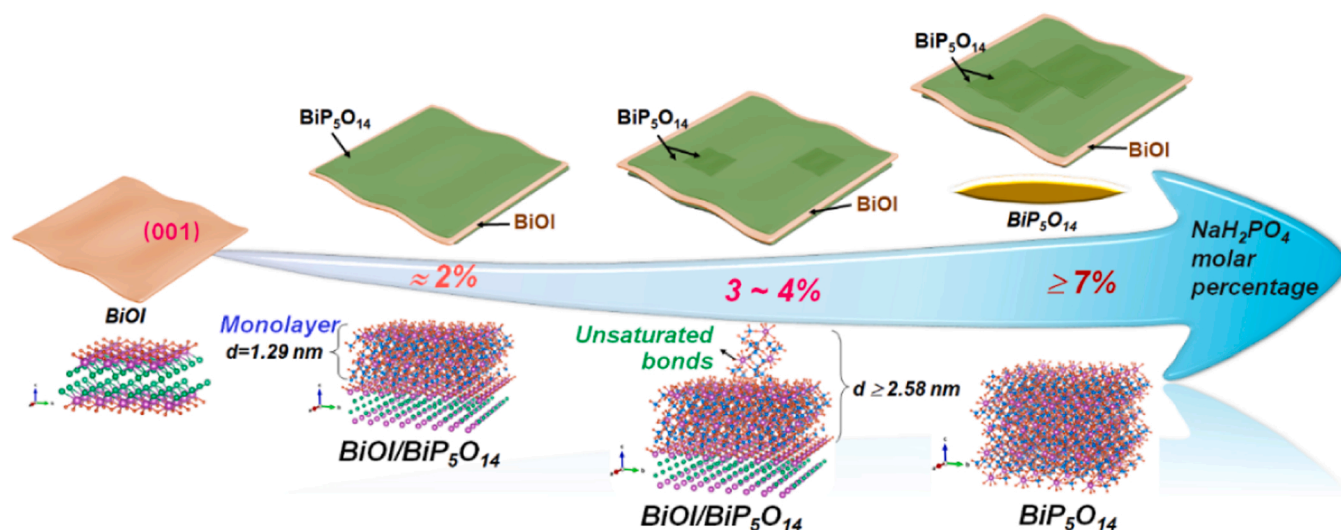 BiP₅O₁₄
BiP₅O₁₄
BiP₅O₁₄
BiOI
BiOI
BiOI
(001)
BiOI
BiP₅O₁₄
≈ 2%
3 ~ 4%
≥ 7%
NaH₂PO₄
molar
percentage
Monolayer
d=1.29 nm
Unsaturated
bonds
d ≥ 2.58 nm
BiOI/BiP₅O₁₄
BiOI/BiP₅O₁₄
BiP₅O₁₄